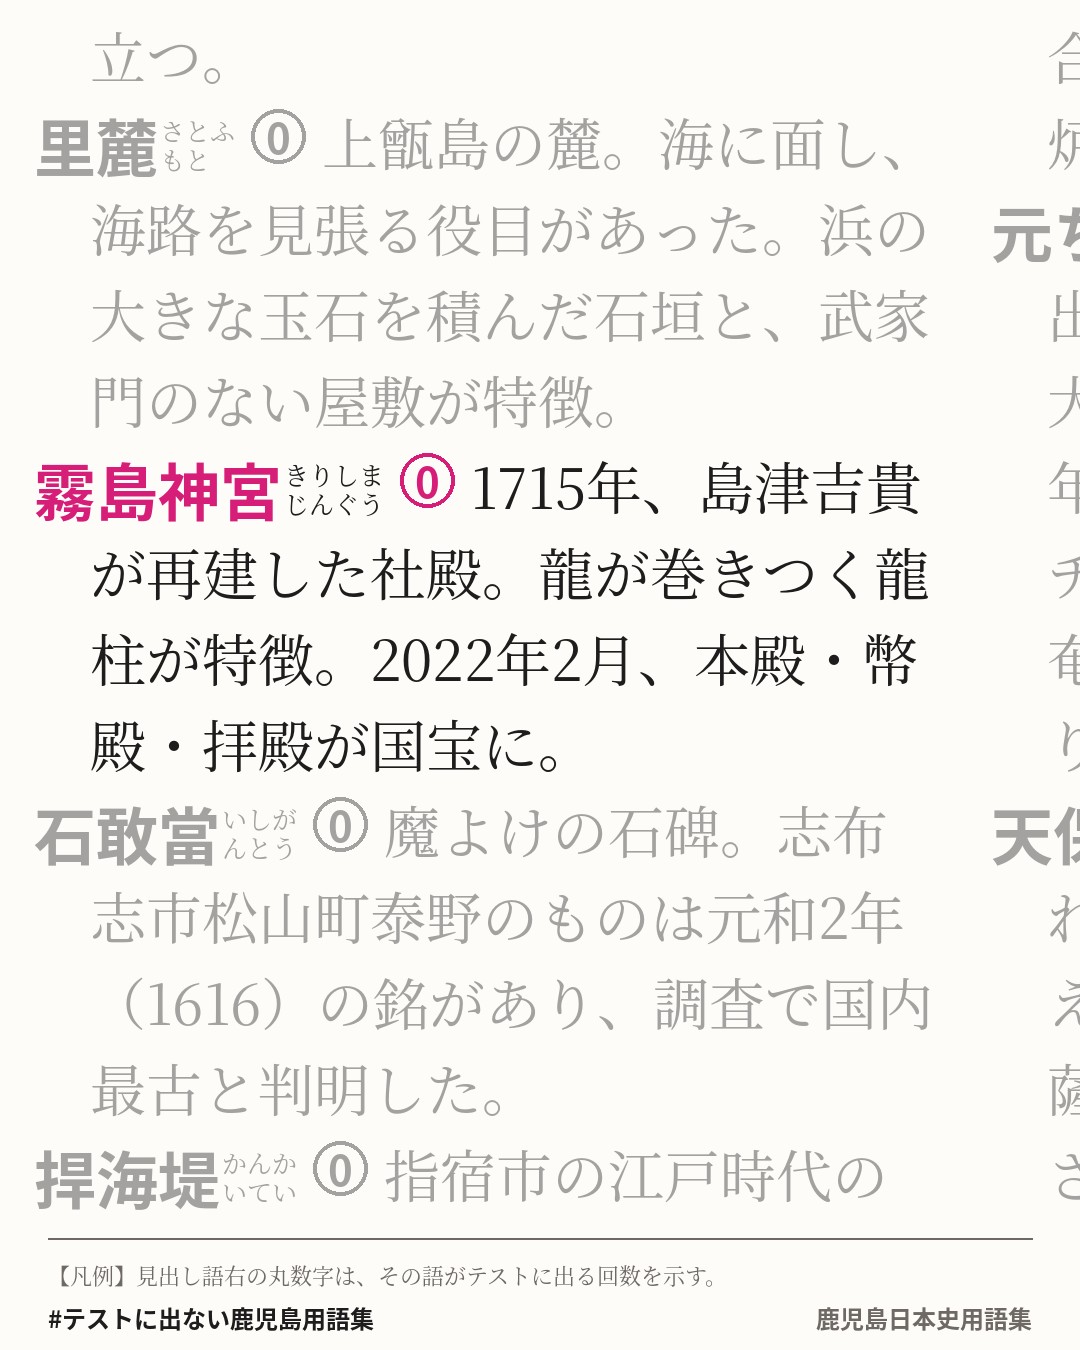 立つ。
里麓 さとふもと ⓪ 上甑島の麓。海に面し、
海路を見張る役目があった。浜の
大きな玉石を積んだ石垣と、武家
門のない屋敷が特徴。
霧島神宮 きりしまじんぐう ⓪ 1715年、島津吉貴
が再建した社殿。龍が巻きつく龍
柱が特徴。2022年2月、本殿・幣
殿・拝殿が国宝に。
石敢當 いしがんとう ⓪ 魔よけの石碑。志布
志市松山町泰野のものは元和2年
（1616）の銘があり、調査で国内
最古と判明した。
捍海堤 かんかいてい ⓪ 指宿市の江戸時代の
元
出
大
年
チ
奄
り
天保
え
さ
【凡例】見出し語右の丸数字は、その語がテストに出る回数を示す。
#テストに出ない鹿児島用語集
鹿児島日本史用語集